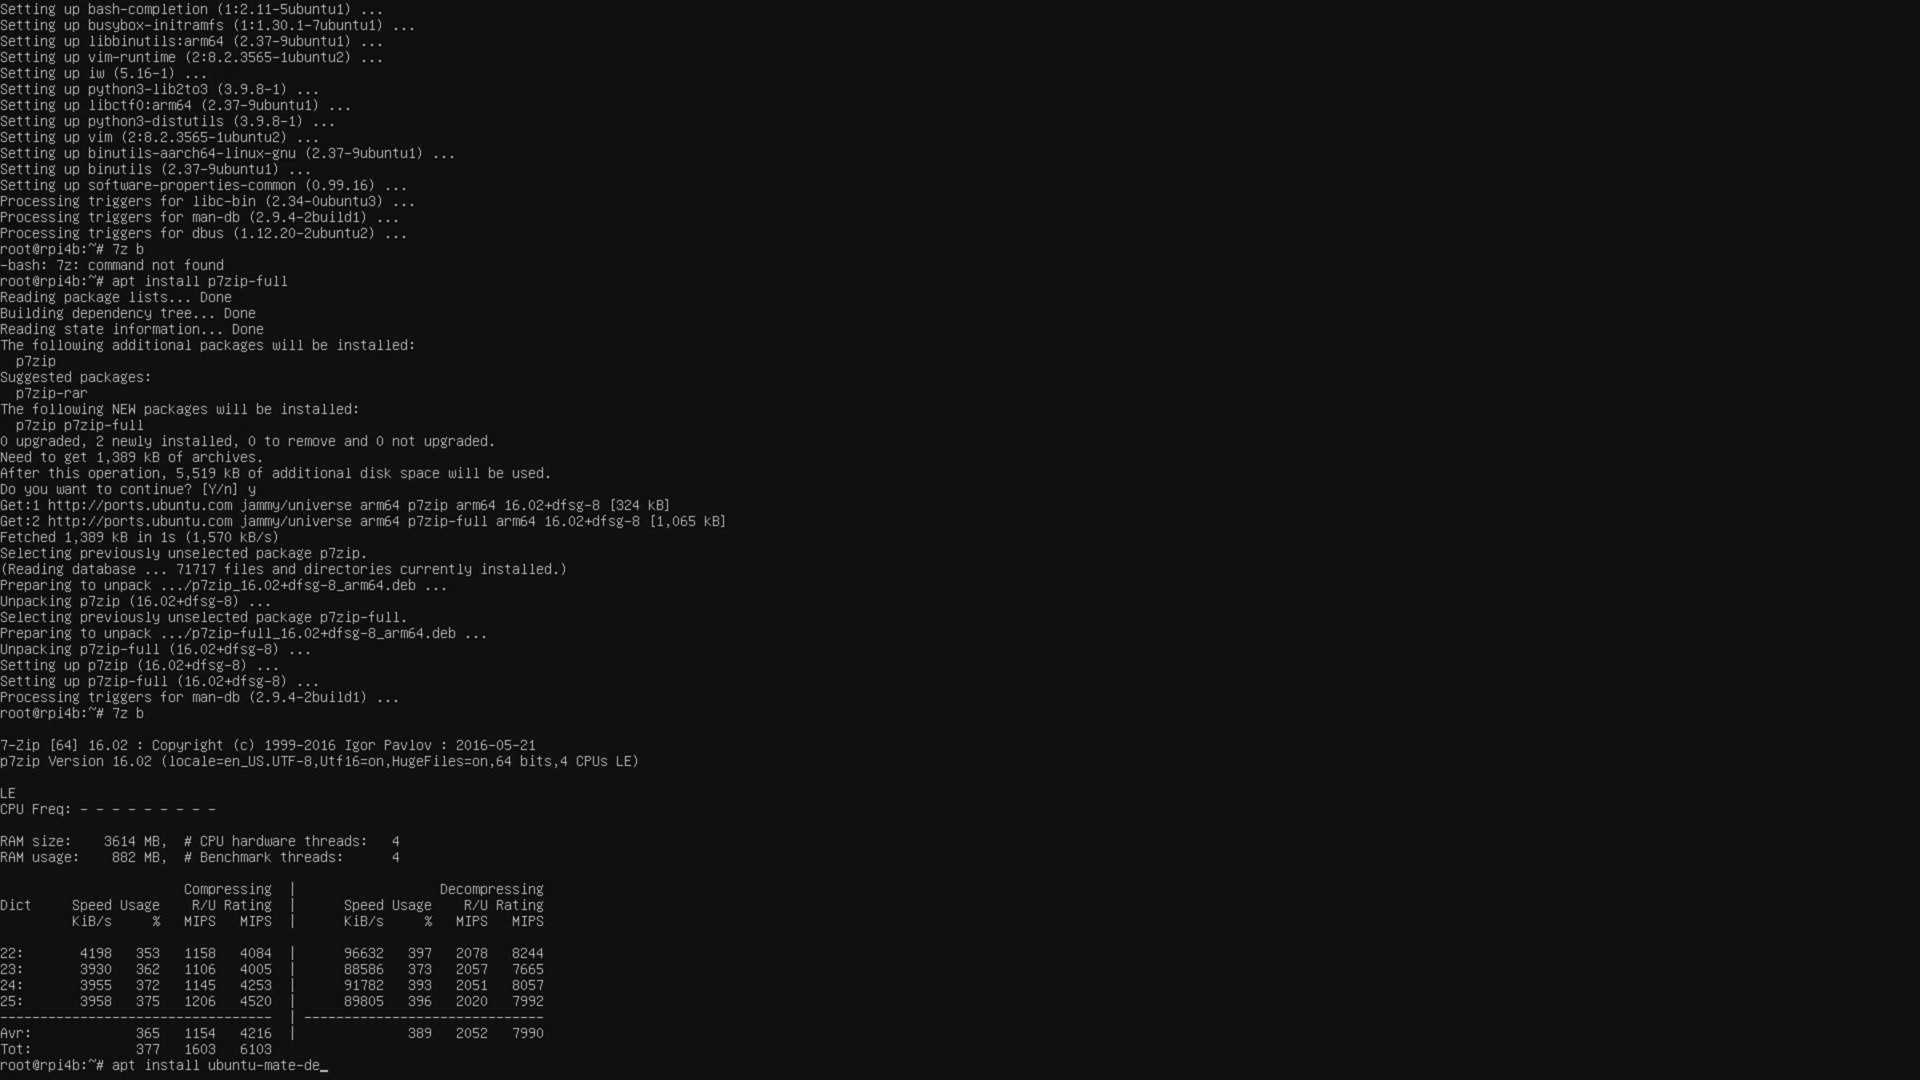 Setting up bash-completion (1:2.11-5ubuntu1) ...
Setting up busybox-initramfs (1:1.30.1-7ubuntu1) ...
Setting up libbinutils:arm64 (2.37-9ubuntu1) ...
Setting up vim-runtime (2:8.2.3565-1ubuntu2) ...
Setting up iw (5.16-1) ...
Setting up python3-lib2to3 (3.9.8-1) ...
Setting up libctf0:arm64 (2.37-9ubuntu1) ...
Setting up python3-distutils (3.9.8-1) ...
Setting up vim (2:8.2.3565-1ubuntu2) ...
Setting up binutils-aarch64-linux-gnu (2.37-9ubuntu1) ...
Setting up binutils (2.37-9ubuntu1) ...
Setting up software-properties-common (0.99.16) ...
Processing triggers for libc-bin (2.34-0ubuntu3) ...
Processing triggers for man-db (2.9.4-2build1) ...
Processing triggers for dbus (1.12.20-2ubuntu2) ...
root@rpi4b:~# 7z b
-bash: 7z: command not found
root@rpi4b:~# apt install p7zip-full
Reading package lists... Done
Building dependency tree... Done
Reading state information... Done
The following additional packages will be installed:
  p7zip
Suggested packages:
  p7zip-rar
The following NEW packages will be installed:
  p7zip p7zip-full
0 upgraded, 2 newly installed, 0 to remove and 0 not upgraded.
Need to get 1,389 kB of archives.
After this operation, 5,519 kB of additional disk space will be used.
Do you want to continue? [Y/n] y
Get:1 http://ports.ubuntu.com jammy/universe arm64 p7zip arm64 16.02+dfsg-8 [324 kB]
Get:2 http://ports.ubuntu.com jammy/universe arm64 p7zip-full arm64 16.02+dfsg-8 [1,065 kB]
Fetched 1,389 kB in 1s (1,570 kB/s)
Selecting previously unselected package p7zip.
(Reading database ... 71717 files and directories currently installed.)
Preparing to unpack .../p7zip_16.02+dfsg-8_arm64.deb ...
Unpacking p7zip (16.02+dfsg-8) ...
Selecting previously unselected package p7zip-full.
Preparing to unpack .../p7zip-full_16.02+dfsg-8_arm64.deb ...
Unpacking p7zip-full (16.02+dfsg-8) ...
Setting up p7zip (16.02+dfsg-8) ...
Setting up p7zip-full (16.02+dfsg-8) ...
Processing triggers for man-db (2.9.4-2build1) ...
root@rpi4b:~# 7z b

7-Zip [64] 16.02 : Copyright (c) 1999-2016 Igor Pavlov : 2016-05-21
p7zip Version 16.02 (locale=en_US.UTF-8,Utf16=on,HugeFiles=on,64 bits,4 CPUs LE)

LE
CPU Freq: - - - - - - - - -

RAM size:    3614 MB,  # CPU hardware threads:   4
RAM usage:    882 MB,  # Benchmark threads:      4

                       Compressing  |                  Decompressing
Dict     Speed Usage    R/U Rating  |      Speed Usage    R/U Rating
         KiB/s     %   MIPS   MIPS  |      KiB/s     %   MIPS   MIPS

22:       4198   353   1158   4084  |      96632   397   2078   8244
23:       3930   362   1106   4005  |      88586   373   2057   7665
24:       3955   372   1145   4253  |      91782   393   2051   8057
25:       3958   375   1206   4520  |      89805   396   2020   7992
----------------------------------  | ------------------------------
Avr:             365   1154   4216  |              389   2052   7990
Tot:             377   1603   6103
root@rpi4b:~# apt install ubuntu-mate-de_